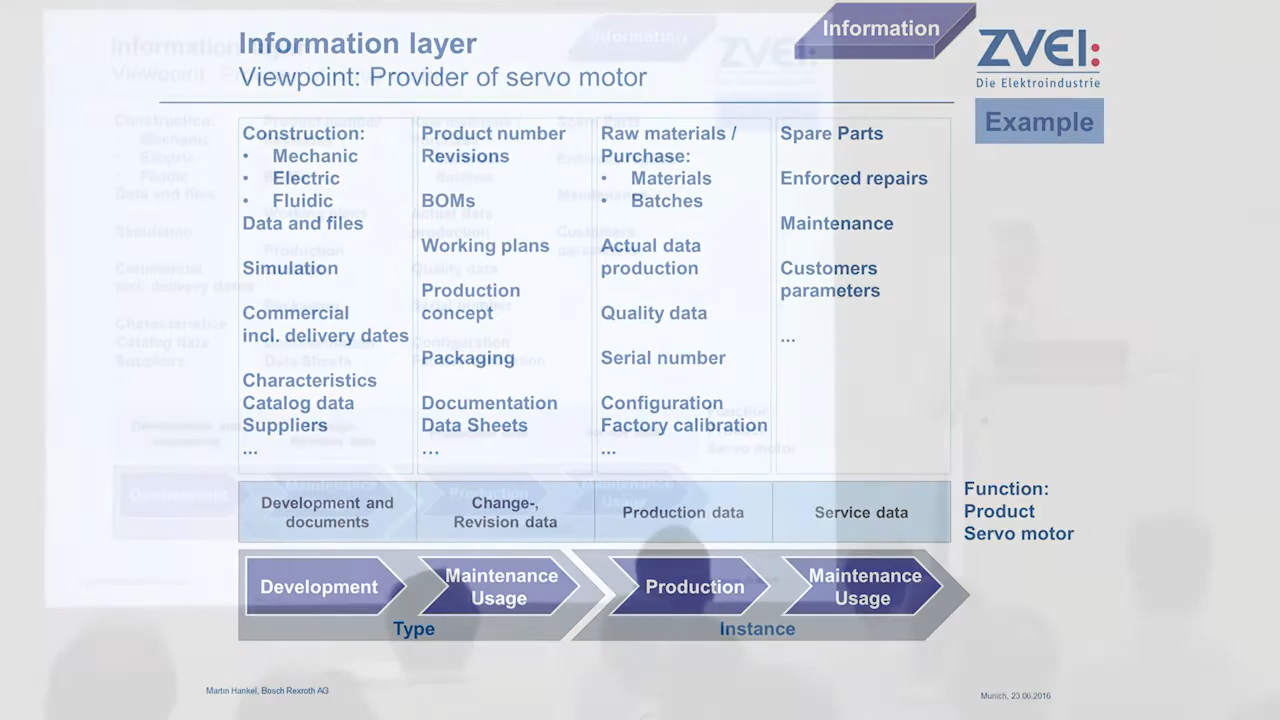 Information
Information layer
Viewpoint: Provider of servo motor
ZVEI:
Die Elektroindustrie
Example
Construction:
• Mechanic
• Electric
• Fluidic
Data and files
Simulation
Commercial
incl. delivery dates
Characteristics
Catalog data
Suppliers
...
Product number
Revisions
BOMs
Working plans
Production
concept
Packaging
Documentation
Data Sheets
...
Raw materials /
Purchase:
• Materials
• Batches
Actual data
production
Quality data
Serial number
Configuration
Factory calibration
...
Spare Parts
Enforced repairs
Maintenance
Customers
parameters
...
Development and
documents
Change-,
Revision data
Production data
Service data
Function:
Product
Servo motor
Development
Maintenance
Usage
Production
Maintenance
Usage
Type
Instance
Martin Hankel, Bosch Rexroth AG
Munich, 23.06.2016